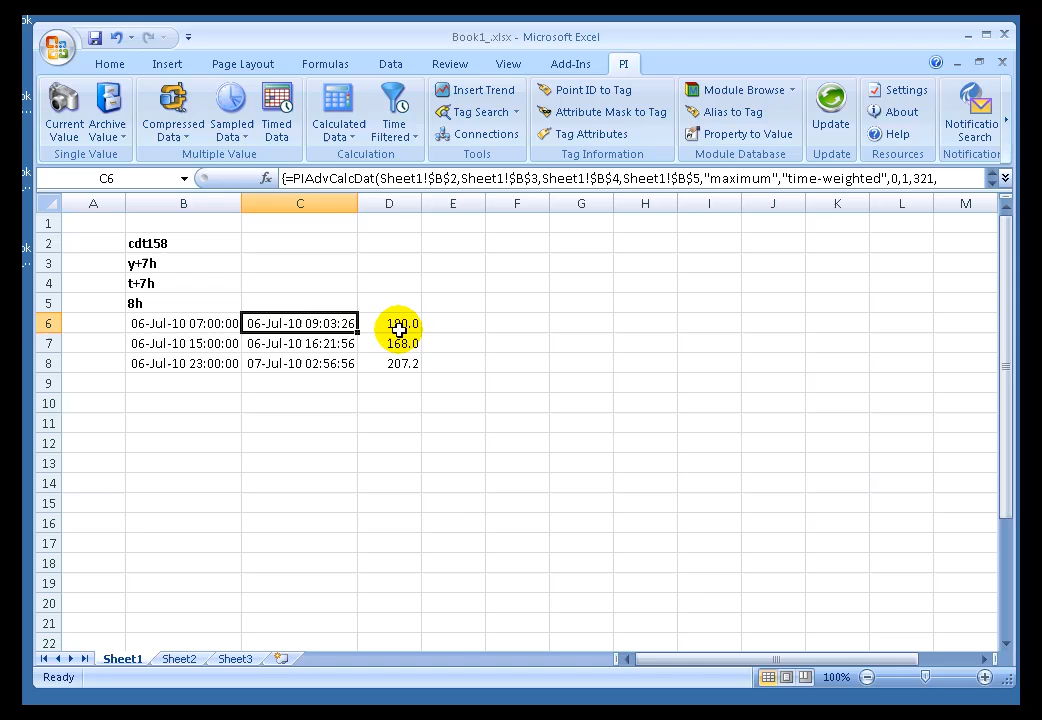 ok
Book1_.xlsx - Microsoft Excel
Home Insert Page Layout Formulas Data Review View Add-Ins PI
Current Value
Archive Value
Single Value
Compressed Data
Sampled Data
Timed Data
Multiple Value
Calculated Data
Time Filtered
Calculation
Insert Trend
Tag Search
Connections
Tools
Point ID to Tag
Attribute Mask to Tag
Tag Attributes
Tag Information
Module Browse
Alias to Tag
Property to Value
Module Database
Update
Update
Settings
About
Help
Resources
Notificatio
Search
Notification
C6 fx {=PIAdvCalcDat(Sheet1!$B$2,Sheet1!$B$3,Sheet1!$B$4,Sheet1!$B$5,"maximum","time-weighted",0,1,321,
A B C D E F G H I J K L M
1
2 cdt158
3 y+7h
4 t+7h
5 8h
6 06-Jul-10 07:00:00 06-Jul-10 09:03:26
7 06-Jul-10 15:00:00 06-Jul-10 16:21:56 168.0
8 06-Jul-10 23:00:00 07-Jul-10 02:56:56 207.2
9
10
11
12
13
14
15
16
17
18
19
20
21
22
Sheet1 Sheet2 Sheet3
Ready 100%